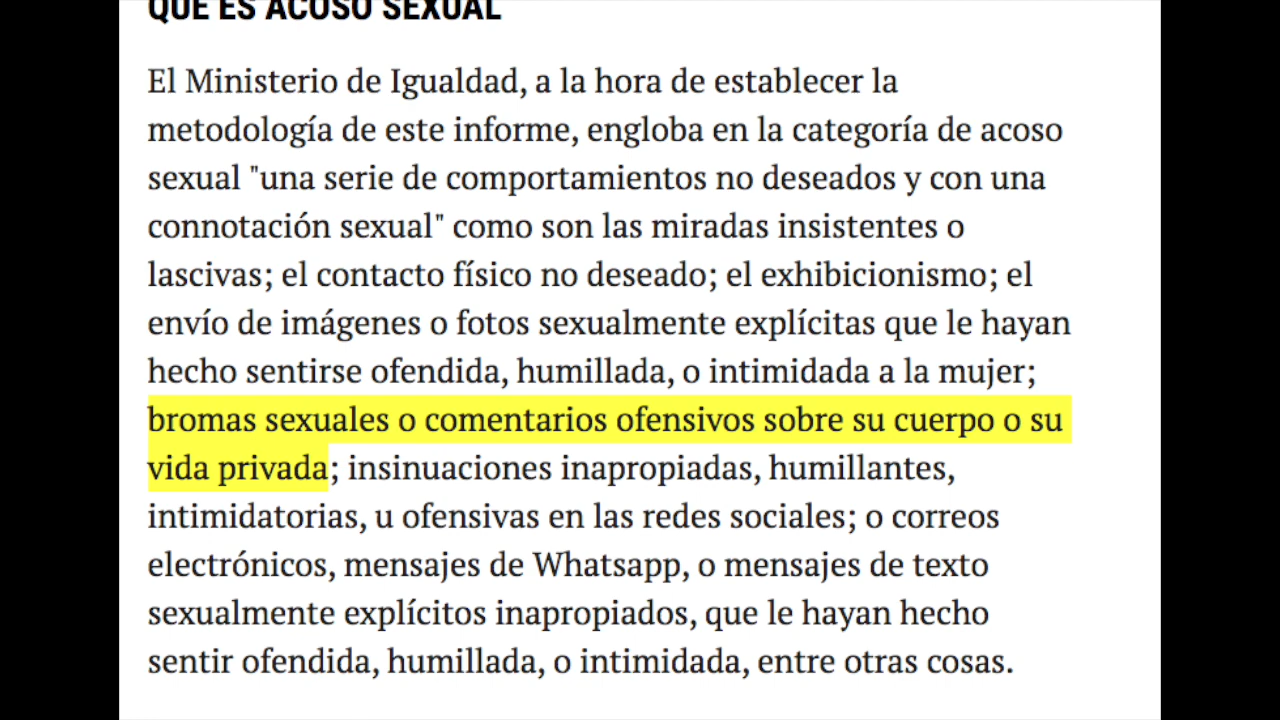 QUÉ ES ACOSO SEXUAL
El Ministerio de Igualdad, a la hora de establecer la
metodología de este informe, engloba en la categoría de acoso
sexual "una serie de comportamientos no deseados y con una
connotación sexual" como son las miradas insistentes o
lascivas; el contacto físico no deseado; el exhibicionismo; el
envío de imágenes o fotos sexualmente explícitas que le hayan
hecho sentirse ofendida, humillada, o intimidada a la mujer;
bromas sexuales o comentarios ofensivos sobre su cuerpo o su
vida privada; insinuaciones inapropiadas, humillantes,
intimidatorias, u ofensivas en las redes sociales; o correos
electrónicos, mensajes de Whatsapp, o mensajes de texto
sexualmente explícitos inapropiados, que le hayan hecho
sentir ofendida, humillada, o intimidada, entre otras cosas.